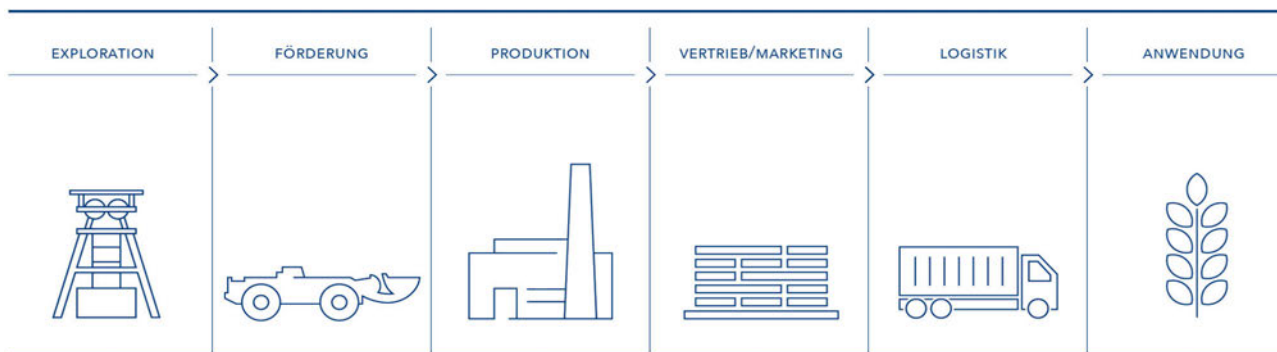 EXPLORATION
FÖRDERUNG
PRODUKTION
VERTRIEB/MARKETING
LOGISTIK
ANWENDUNG